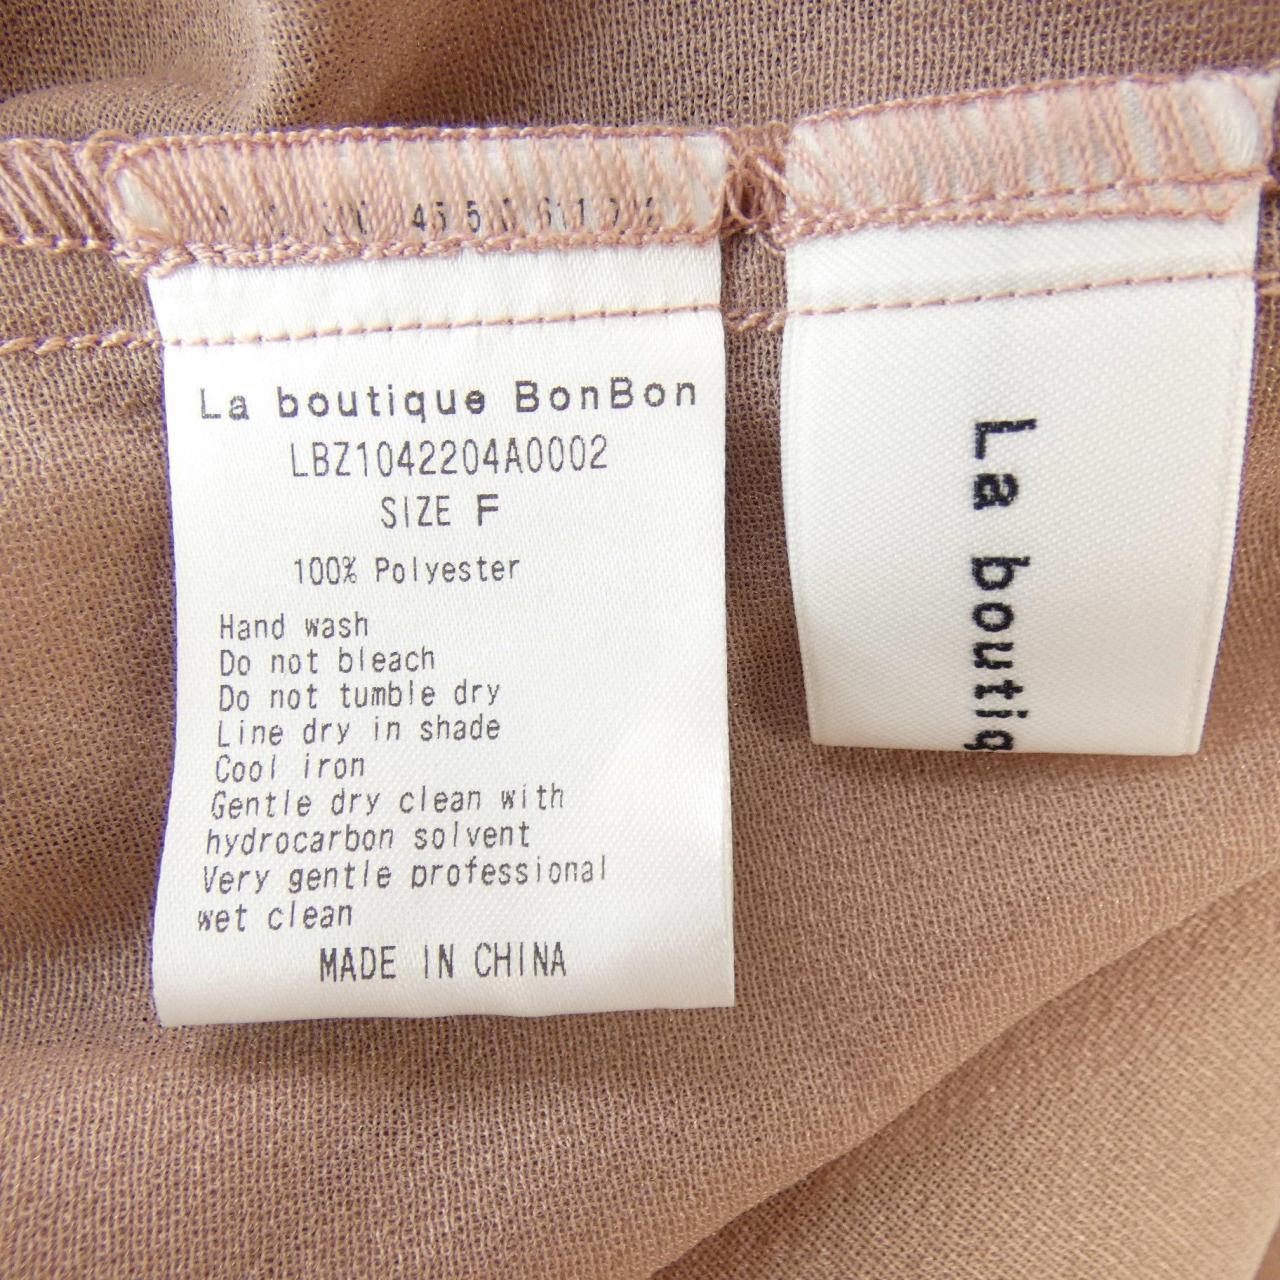 La boutique BonBon
LBZ1042204A0002
SIZE F
100% Polyester
Hand wash
Do not bleach
Do not tumble dry
Line dry in shade
Cool iron
Gentle dry clean with
hydrocarbon solvent
Very gentle professional
wet clean
MADE IN CHINA
La boutiq